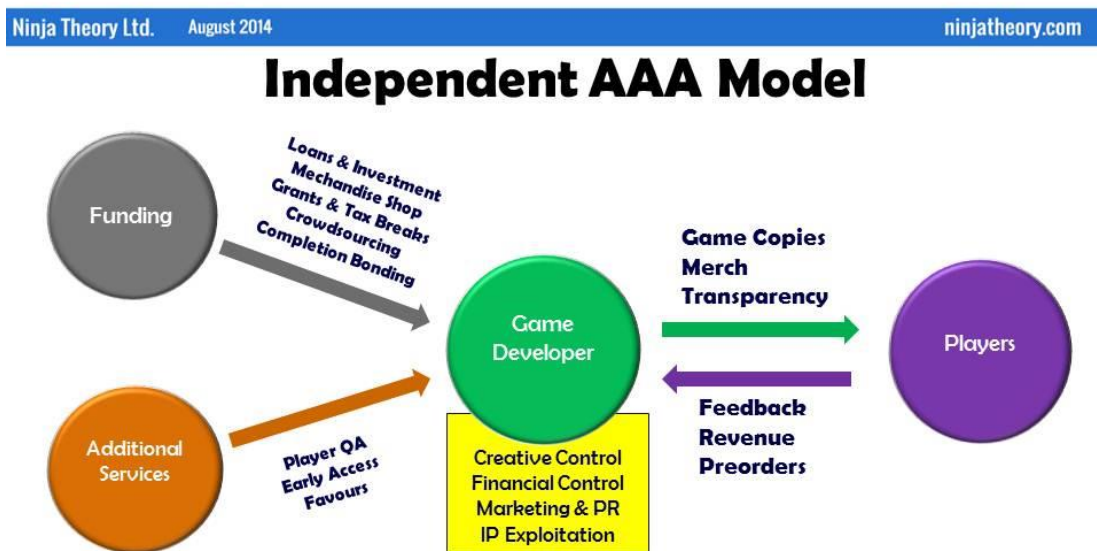 Ninja Theory Ltd. August 2014 ninjatheory.com
Independent AAA Model
Funding
Loans & Investment
Mechandise Shop
Grants & Tax Breaks
Crowdsourcing
Completion Bonding
Game
Developer
Game Copies
Merch
Transparency
Players
Feedback
Revenue
Preorders
Additional
Services
Player QA
Early Access
Favours
Creative Control
Financial Control
Marketing & PR
IP Exploitation